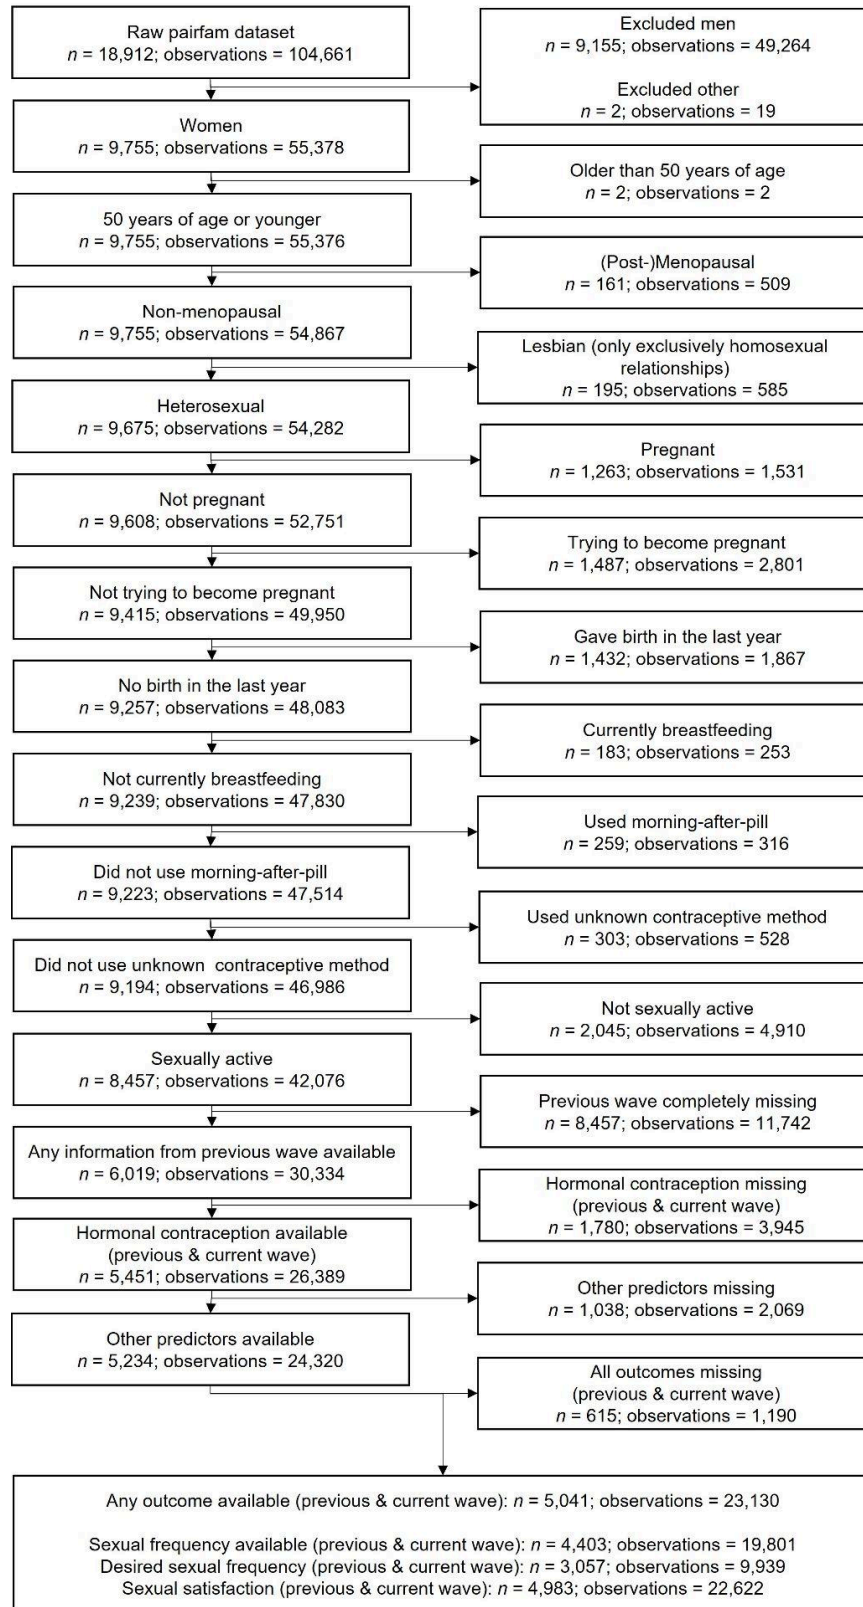 Raw pairfam dataset
n = 18,912; observations = 104,661
Excluded men
n = 9,155; observations = 49,264
Excluded other
n = 2; observations = 19
Women
n = 9,755; observations = 55,378
Older than 50 years of age
n = 2; observations = 2
50 years of age or younger
n = 9,755; observations = 55,376
(Post-)Menopausal
n = 161; observations = 509
Non-menopausal
n = 9,755; observations = 54,867
Lesbian (only exclusively homosexual
relationships)
n = 195; observations = 585
Heterosexual
n = 9,675; observations = 54,282
Pregnant
n = 1,263; observations = 1,531
Not pregnant
n = 9,608; observations = 52,751
Trying to become pregnant
n = 1,487; observations = 2,801
Not trying to become pregnant
n = 9,415; observations = 49,950
Gave birth in the last year
n = 1,432; observations = 1,867
No birth in the last year
n = 9,257; observations = 48,083
Currently breastfeeding
n = 183; observations = 253
Not currently breastfeeding
n = 9,239; observations = 47,830
Used morning-after-pill
n = 259; observations = 316
Did not use morning-after-pill
n = 9,223; observations = 47,514
Used unknown contraceptive method
n = 303; observations = 528
Did not use unknown contraceptive method
n = 9,194; observations = 46,986
Not sexually active
n = 2,045; observations = 4,910
Sexually active
n = 8,457; observations = 42,076
Previous wave completely missing
n = 8,457; observations = 11,742
Any information from previous wave available
n = 6,019; observations = 30,334
Hormonal contraception missing
(previous & current wave)
n = 1,780; observations = 3,945
Hormonal contraception available
(previous & current wave)
n = 5,451; observations = 26,389
Other predictors missing
n = 1,038; observations = 2,069
Other predictors available
n = 5,234; observations = 24,320
All outcomes missing
(previous & current wave)
n = 615; observations = 1,190
Any outcome available (previous & current wave): n = 5,041; observations = 23,130
Sexual frequency available (previous & current wave): n = 4,403; observations = 19,801
Desired sexual frequency (previous & current wave): n = 3,057; observations = 9,939
Sexual satisfaction (previous & current wave): n = 4,983; observations = 22,622